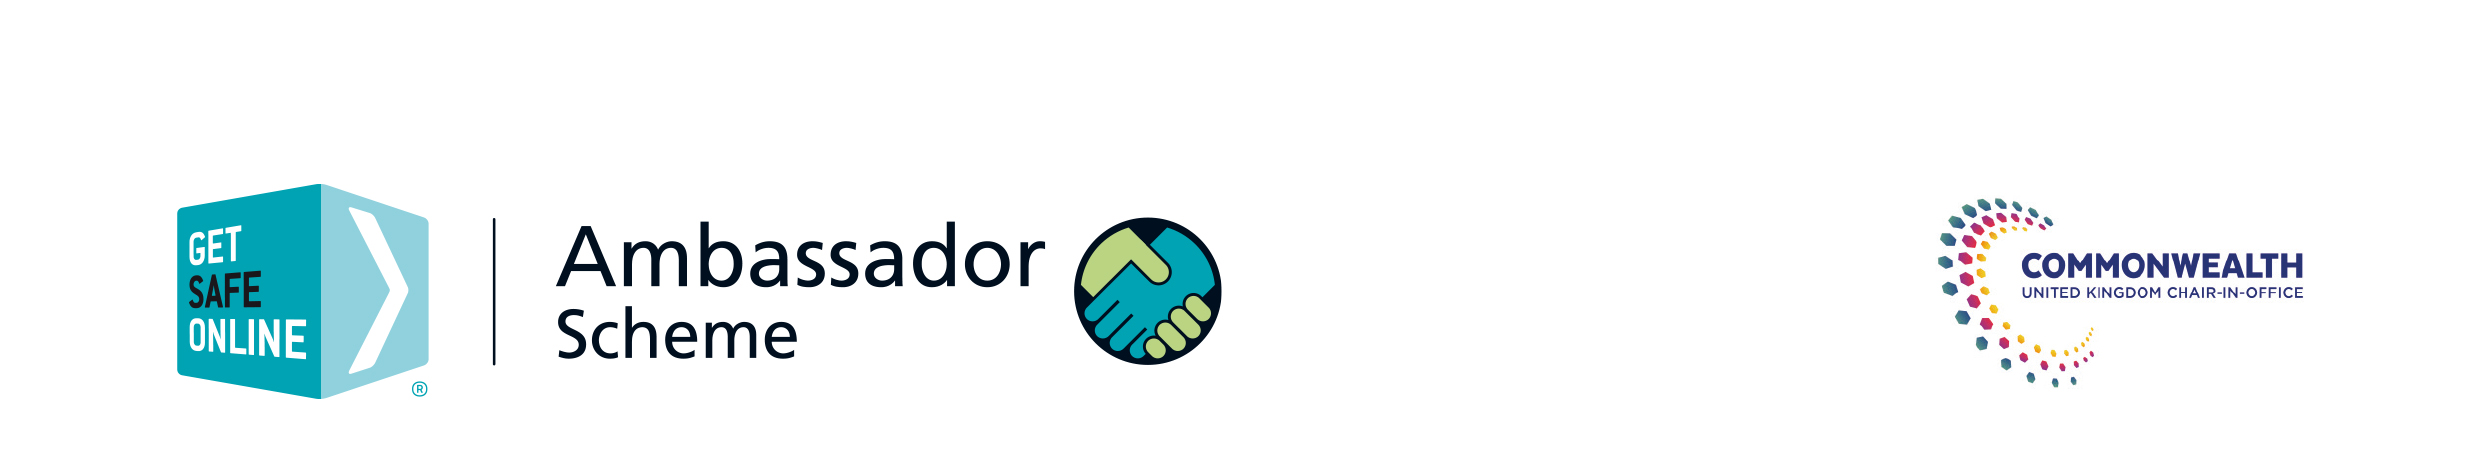 GET
SAFE
ONLINE
®
Ambassador
Scheme
COMMONWEALTH
UNITED KINGDOM CHAIR-IN-OFFICE